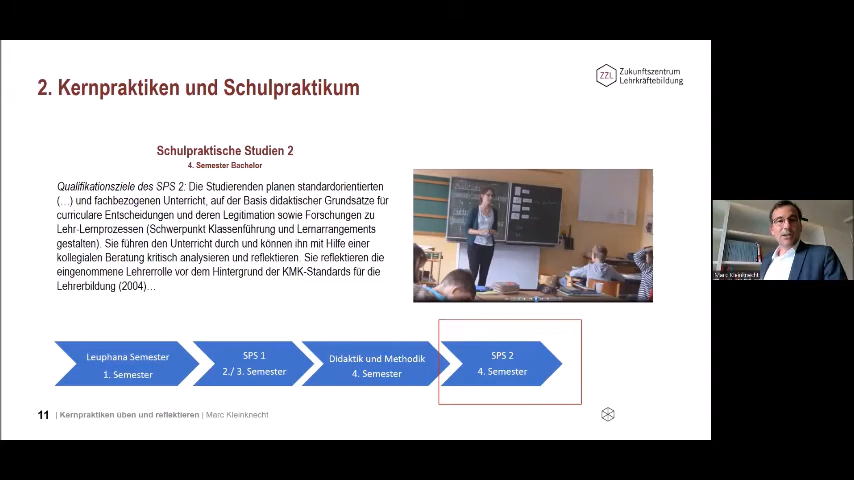 2. Kernpraktiken und Schulpraktikum
ZZL
Zukunftszentrum
Lehrkräftebildung
Schulpraktische Studien 2
4. Semester Bachelor
Qualifikationsziele des SPS 2: Die Studierenden planen standardorientierten
(…) und fachbezogenen Unterricht, auf der Basis didaktischer Grundsätze für
curriculare Entscheidungen und deren Legitimation sowie Forschungen zu
Lehr-Lernprozessen (Schwerpunkt Klassenführung und Lernarrangements
gestalten). Sie führen den Unterricht durch und können ihn mit Hilfe einer
kollegialen Beratung kritisch analysieren und reflektieren. Sie reflektieren die
eingenommene Lehrerrolle vor dem Hintergrund der KMK-Standards für die
Lehrerbildung (2004)…
Leuphana Semester
1. Semester
SPS 1
2./ 3. Semester
Didaktik und Methodik
4. Semester
SPS 2
4. Semester
11 | Kernpraktiken üben und reflektieren | Marc Kleinknecht
Marc Kleinknecht